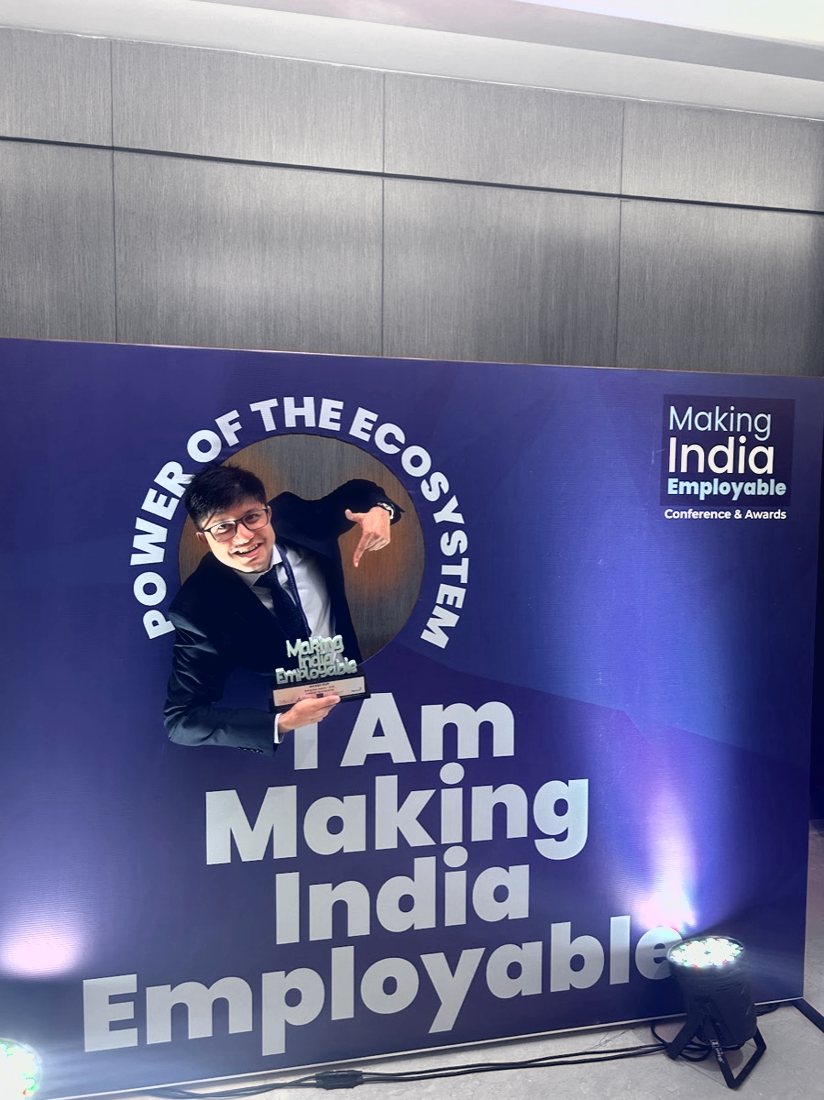 POWER OF THE ECOSYSTEM
Making
India
Employable
Conference & Awards
Making
India
Employable
I Am
Making
India
Employable